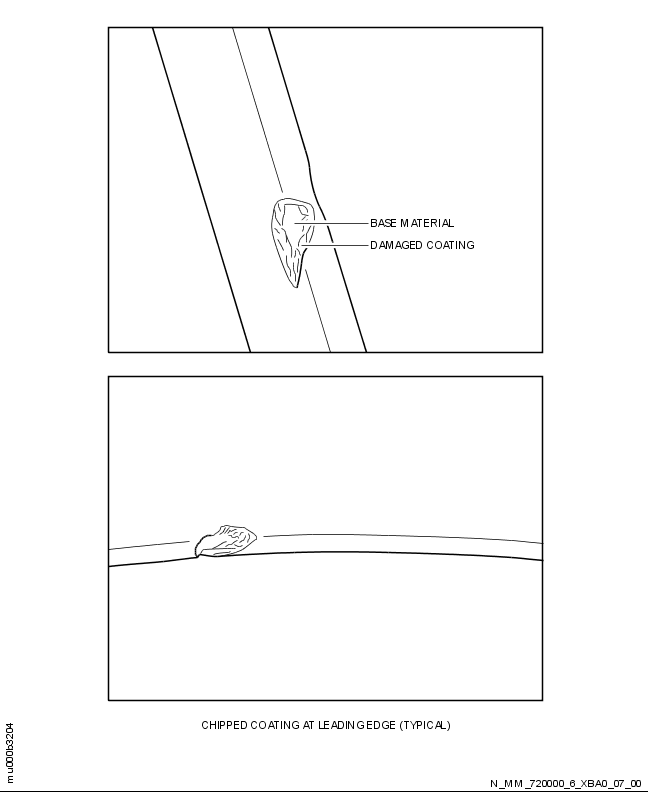 BASE MATERIAL
DAMAGED COATING
CHIPPED COATING AT LEADING EDGE (TYPICAL)
mu000b3204
N_MM_720000_6_XBA0_07_00